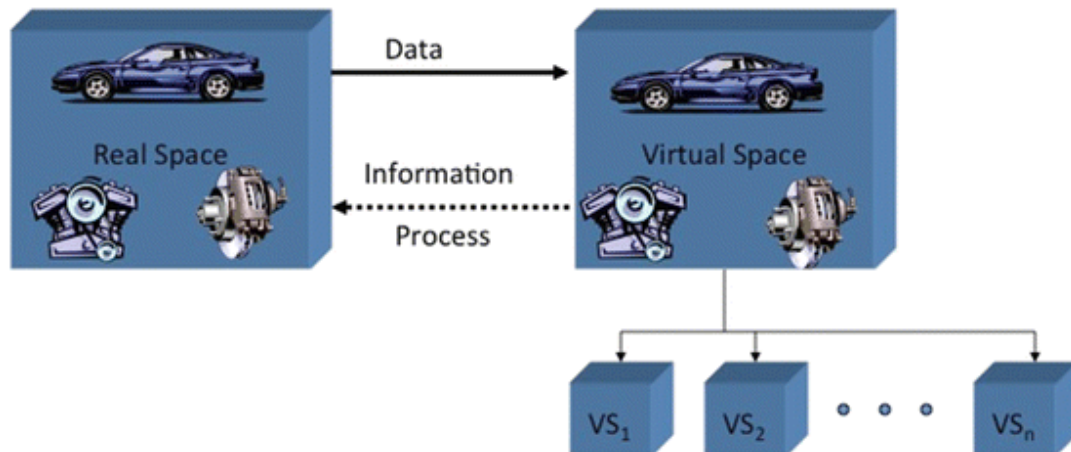 Data
Real Space
Virtual Space
Information
Process
VS₁
VS₂
VSₙ